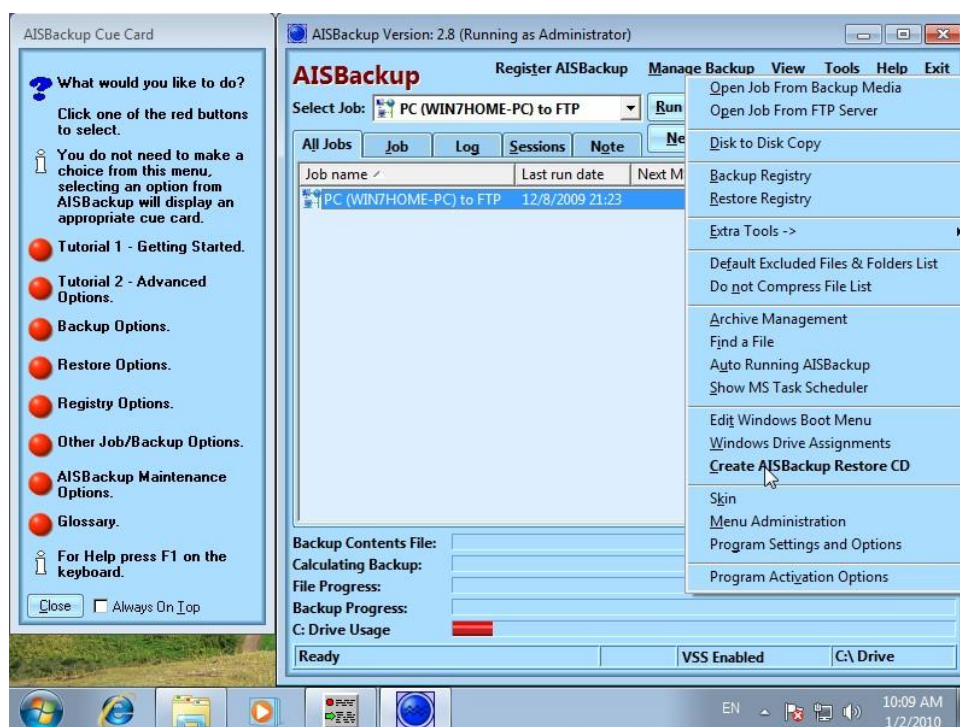 AISBackup Cue Card
What would you like to do?
Click one of the red buttons
to select.
You do not need to make a
choice from this menu,
selecting an option from
AISBackup will display an
appropriate cue card.
Tutorial 1 - Getting Started.
Tutorial 2 - Advanced
Options.
Backup Options.
Restore Options.
Registry Options.
Other Job/Backup Options.
AISBackup Maintenance
Options.
Glossary.
For Help press F1 on the
keyboard.
Close Always On Top
AISBackup Version: 2.8 (Running as Administrator)
AISBackup
Register AISBackup Manage Backup View Tools Help Exit
Select Job: PC (WIN7HOME-PC) to FTP Run
All Jobs Job Log Sessions Note Ne
Job name Last run date Next M
PC (WIN7HOME-PC) to FTP 12/8/2009 21:23
Open Job From Backup Media
Open Job From FTP Server
Disk to Disk Copy
Backup Registry
Restore Registry
Extra Tools ->
Default Excluded Files & Folders List
Do not Compress File List
Archive Management
Find a File
Auto Running AISBackup
Show MS Task Scheduler
Edit Windows Boot Menu
Windows Drive Assignments
Create AISBackup Restore CD
Skin
Menu Administration
Program Settings and Options
Program Activation Options
Backup Contents File:
Calculating Backup:
File Progress:
Backup Progress:
C: Drive Usage
Ready VSS Enabled C:\ Drive
EN 10:09 AM
1/2/2010